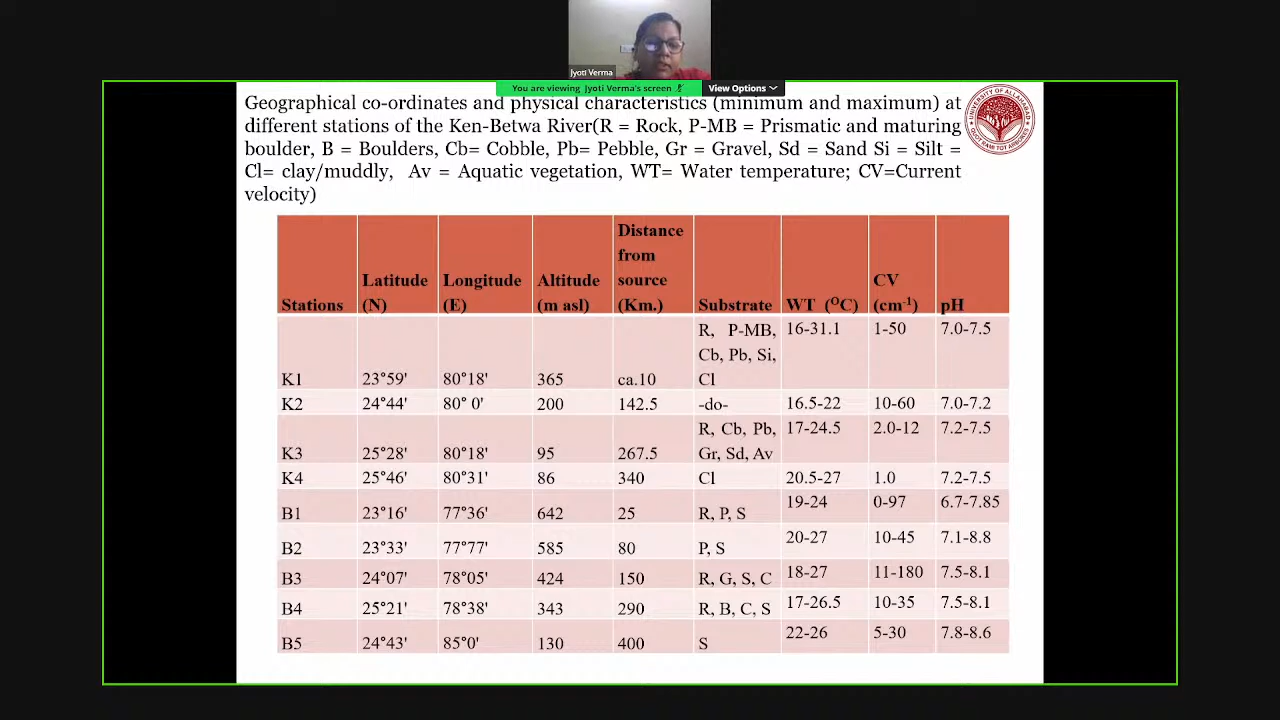 Jyoti Verma
You are viewing Jyoti Verma's screen
View Options
Geographical co-ordinates and physical characteristics (minimum and maximum) at
different stations of the Ken-Betwa River(R = Rock, P-MB = Prismatic and maturing
boulder, B = Boulders, Cb= Cobble, Pb= Pebble, Gr = Gravel, Sd = Sand Si = Silt =
Cl= clay/muddly, Av = Aquatic vegetation, WT= Water temperature; CV=Current
velocity)
UNIVERSITY OF ALLAHABAD
QUOT RAMI TOT ARBORES
Stations Latitude (N) Longitude (E) Altitude (m asl) Distance from source (Km.) Substrate WT (OC) CV (cm-1) pH
K1 23°59' 80°18' 365 ca.10 R, P-MB, Cb, Pb, Si, Cl 16-31.1 1-50 7.0-7.5
K2 24°44' 80° 0' 200 142.5 -do- 16.5-22 10-60 7.0-7.2
K3 25°28' 80°18' 95 267.5 R, Cb, Pb, Gr, Sd, Av 17-24.5 2.0-12 7.2-7.5
K4 25°46' 80°31' 86 340 Cl 20.5-27 1.0 7.2-7.5
B1 23°16' 77°36' 642 25 R, P, S 19-24 0-97 6.7-7.85
B2 23°33' 77°77' 585 80 P, S 20-27 10-45 7.1-8.8
B3 24°07' 78°05' 424 150 R, G, S, C 18-27 11-180 7.5-8.1
B4 25°21' 78°38' 343 290 R, B, C, S 17-26.5 10-35 7.5-8.1
B5 24°43' 85°0' 130 400 S 22-26 5-30 7.8-8.6